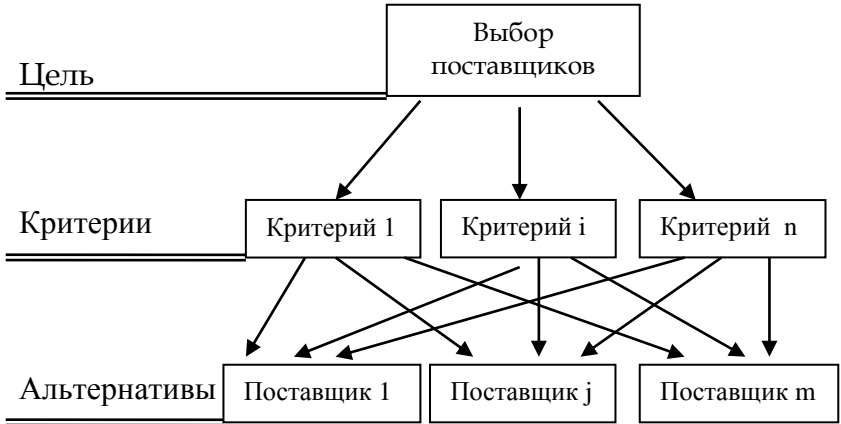 Выбор
поставщиков
Цель
Критерии
Критерий 1
Критерий i
Критерий n
Альтернативы
Поставщик 1
Поставщик j
Поставщик m